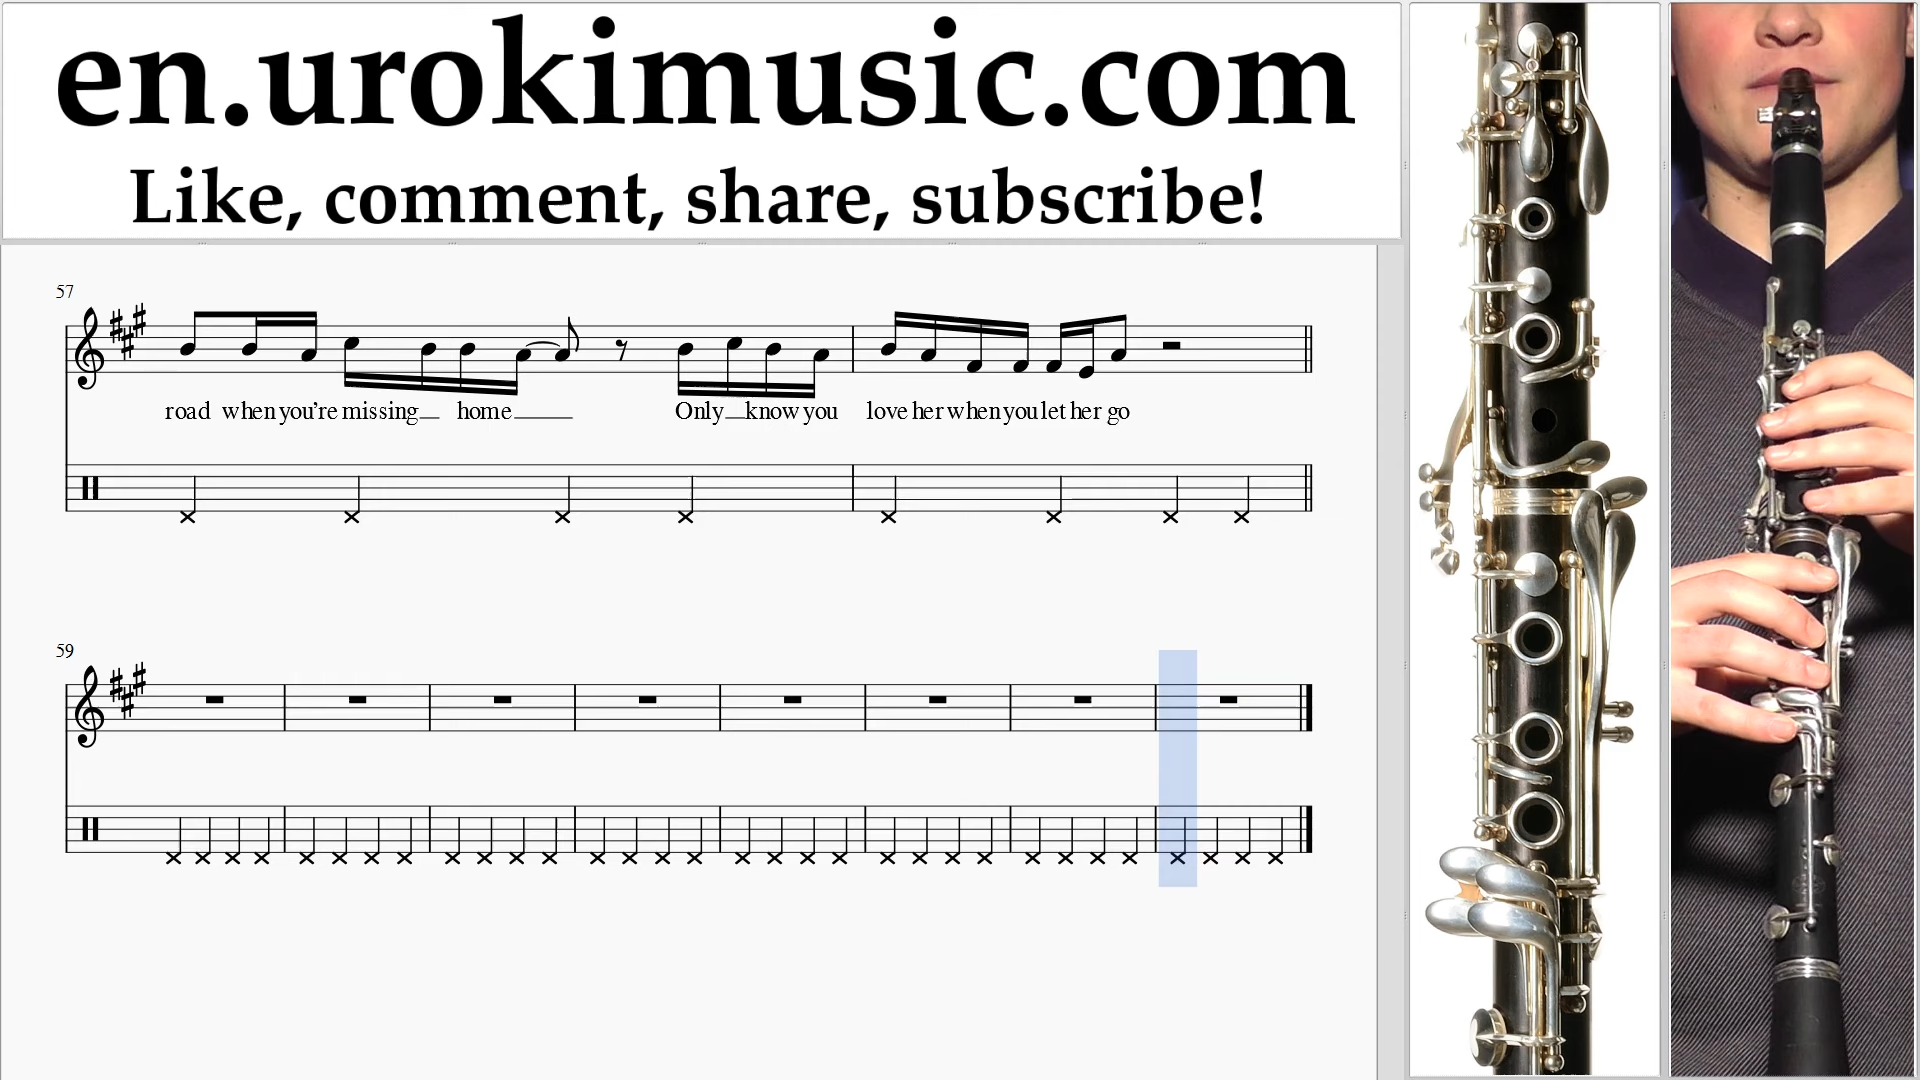 en.urokimusic.com
Like, comment, share, subscribe!
57
road when you're missing home Only know you love her when you let her go
59